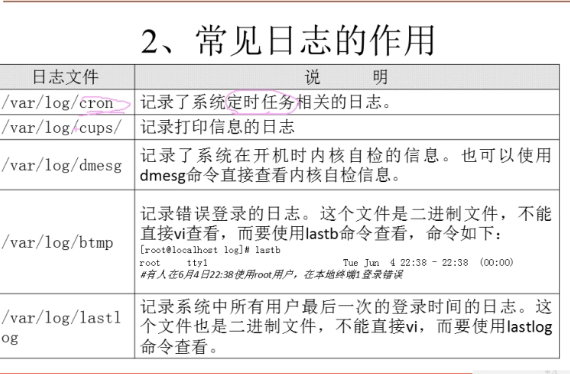 2、常见日志的作用
日志文件 说 明
/var/log/cron 记录了系统定时任务相关的日志。
/var/log/cups/ 记录打印信息的日志
/var/log/dmesg 记录了系统在开机时内核自检的信息。也可以使用
dmesg命令直接查看内核自检信息。
/var/log/btmp 记录错误登录的日志。这个文件是二进制文件，不能
直接vi查看，而要使用lastb命令查看，命令如下：
[root@localhost log]# lastb
root tty1 Tue Jun 4 22:38 - 22:38 (00:00)
#有人在6月4日22:38使用root用户，在本地终端1登录错误
/var/log/lastl
og
记录系统中所有用户最后一次的登录时间的日志。这
个文件也是二进制文件，不能直接vi，而要使用lastlog
命令查看。